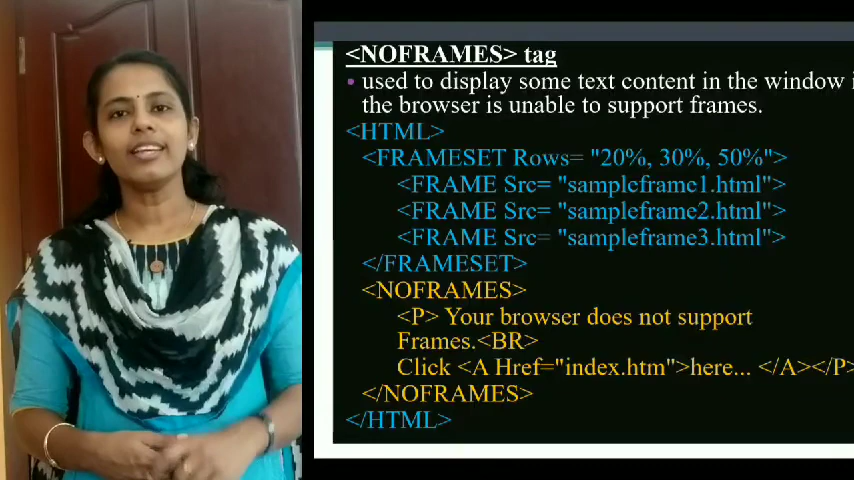 <NOFRAMES> tag
• used to display some text content in the window i
the browser is unable to support frames.
<HTML>
<FRAMESET Rows= "20%, 30%, 50%">
<FRAME Src= "sampleframe1.html">
<FRAME Src= "sampleframe2.html">
<FRAME Src= "sampleframe3.html">
</FRAMESET>
<NOFRAMES>
<P> Your browser does not support
Frames.<BR>
Click <A Href="index.htm">here... </A></P>
</NOFRAMES>
</HTML>